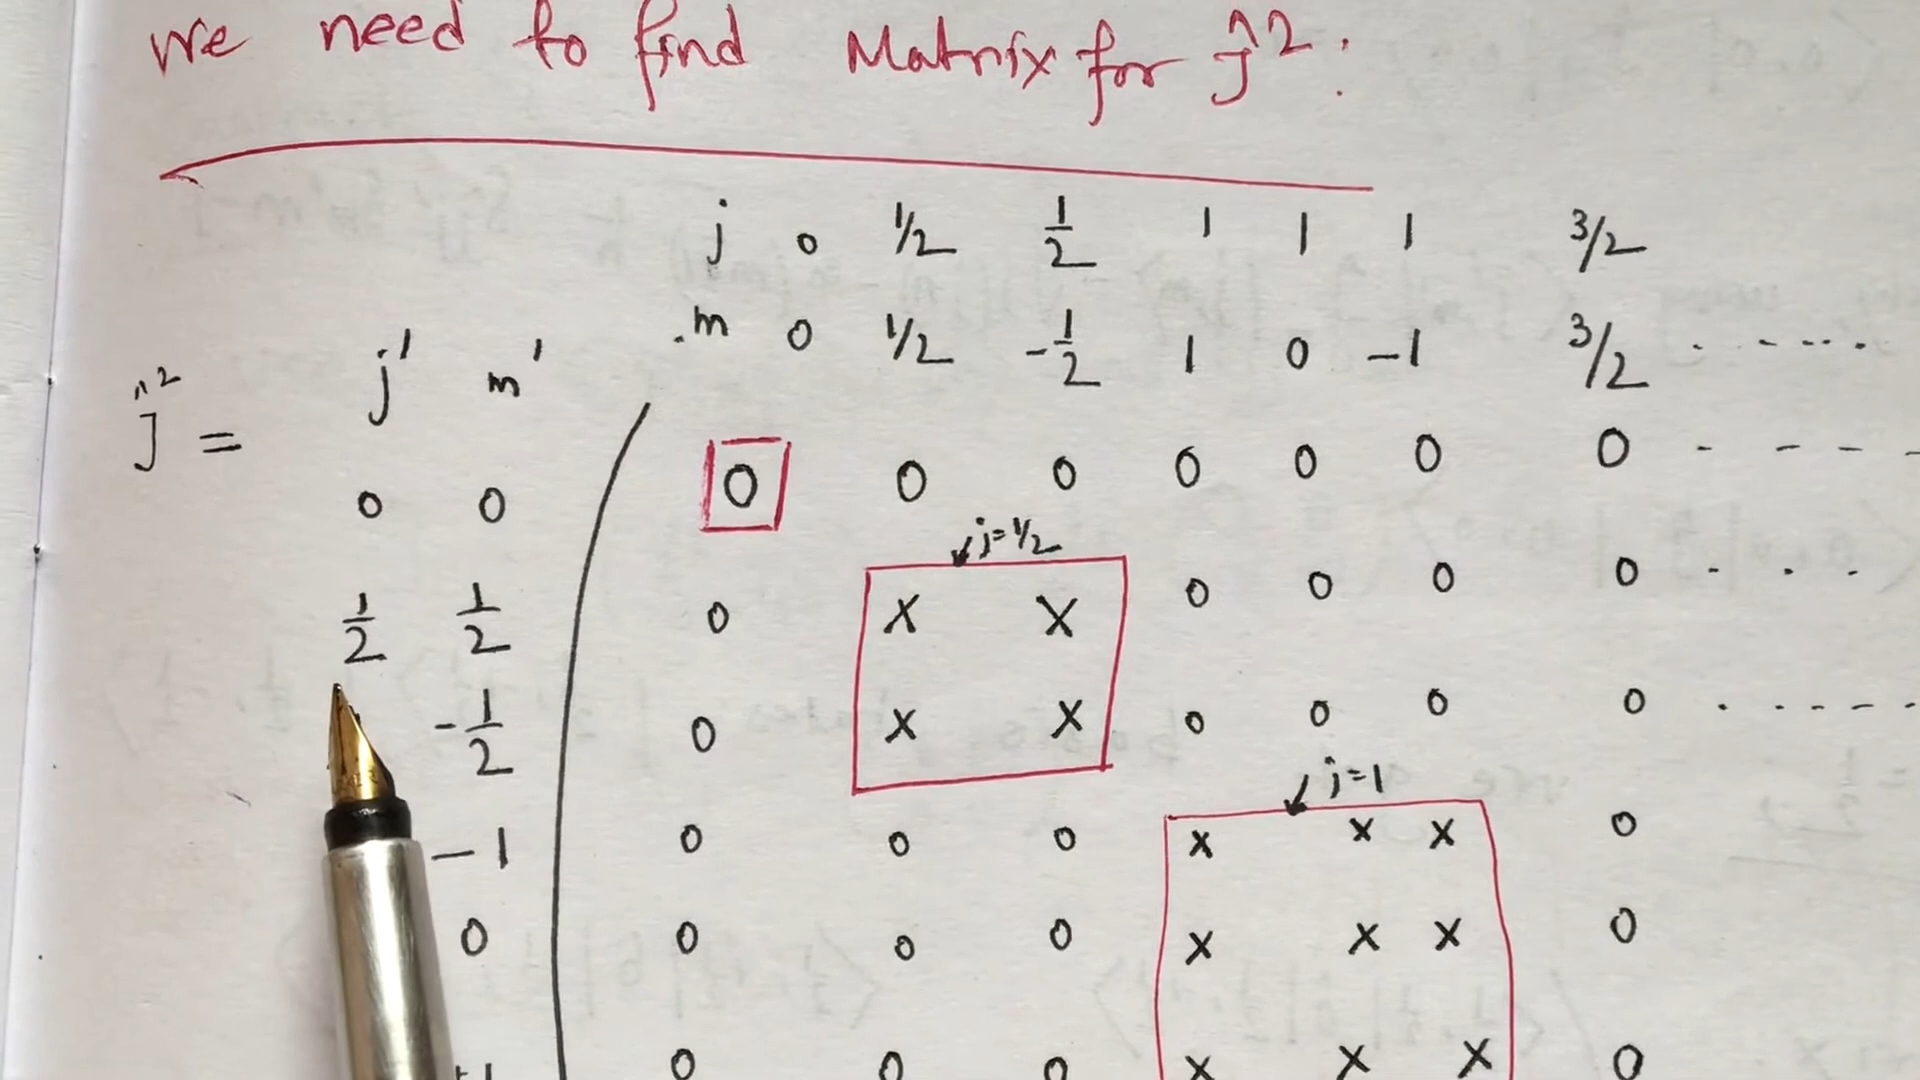 we need to find Matrix for ĵ²:
j 0 1/2 1/2 1 1 1 3/2
m 0 1/2 -1/2 1 0 -1 3/2 . - - - - .
ĵ² = j' m'
0 0 0 0 0 0 0 0 0 - - - -
j=1/2
1/2 1/2 0 x x 0 0 0 0 - . . .
-1/2 0 x x 0 0 0 0 . - - - - -
j=1
-1 0 0 0 x x x 0
0 0 0 0 x x x 0
+1 0 0 0 x x x 0